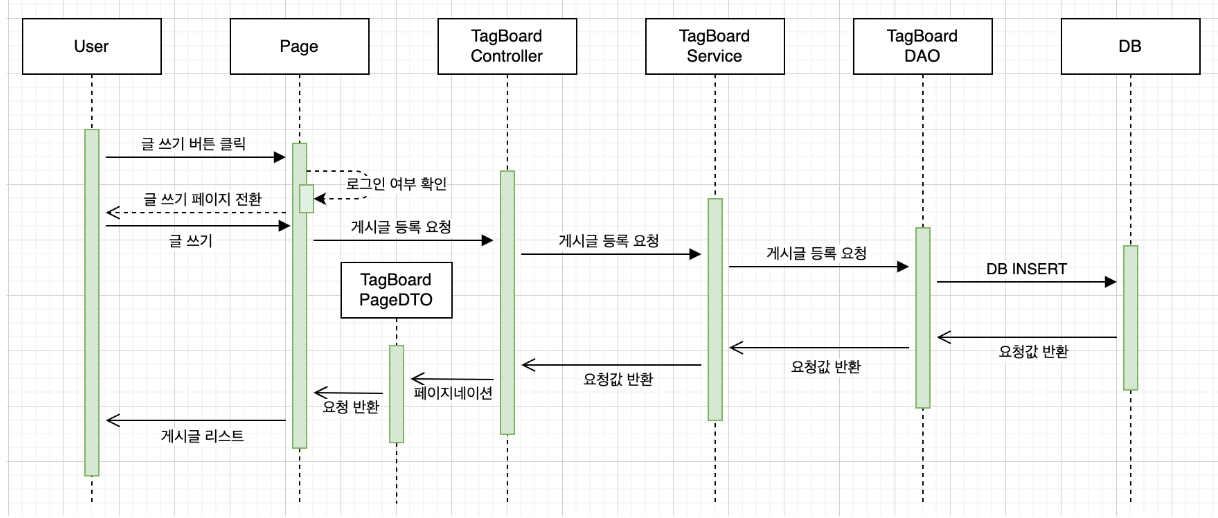 User
Page
TagBoard
Controller
TagBoard
Service
TagBoard
DAO
DB
글 쓰기 버튼 클릭
로그인 여부 확인
글 쓰기 페이지 전환
글 쓰기
게시글 등록 요청
게시글 등록 요청
게시글 등록 요청
DB INSERT
TagBoard
PageDTO
요청값 반환
요청값 반환
요청값 반환
페이지네이션
요청 반환
게시글 리스트